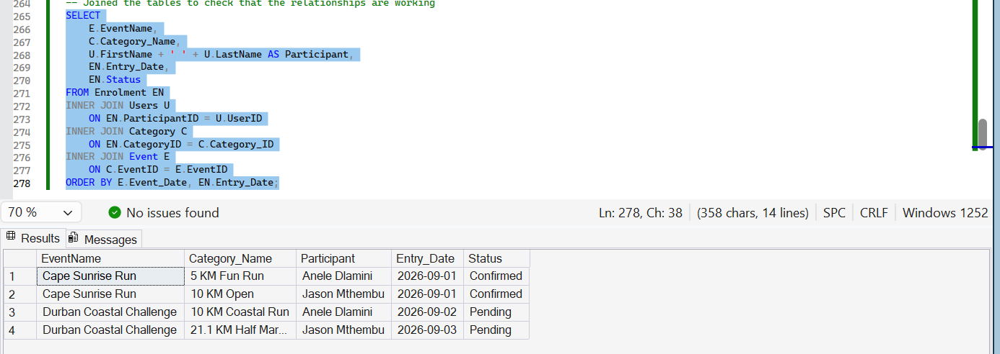 264 -- Joined the tables to check that the relationships are working
265 SELECT
266 E.EventName,
267 C.Category_Name,
268 U.FirstName + ' ' + U.LastName AS Participant,
269 EN.Entry_Date,
270 EN.Status
271 FROM Enrolment EN
272 INNER JOIN Users U
273 ON EN.ParticipantID = U.UserID
274 INNER JOIN Category C
275 ON EN.CategoryID = C.Category_ID
276 INNER JOIN Event E
277 ON C.EventID = E.EventID
278 ORDER BY E.Event_Date, EN.Entry_Date;
70 % No issues found Ln: 278, Ch: 38 (358 chars, 14 lines) SPC CRLF Windows 1252
Results Messages
EventName Category_Name Participant Entry_Date Status
1 Cape Sunrise Run 5 KM Fun Run Anele Dlamini 2026-09-01 Confirmed
2 Cape Sunrise Run 10 KM Open Jason Mthembu 2026-09-01 Confirmed
3 Durban Coastal Challenge 10 KM Coastal Run Anele Dlamini 2026-09-02 Pending
4 Durban Coastal Challenge 21.1 KM Half Mar... Jason Mthembu 2026-09-03 Pending